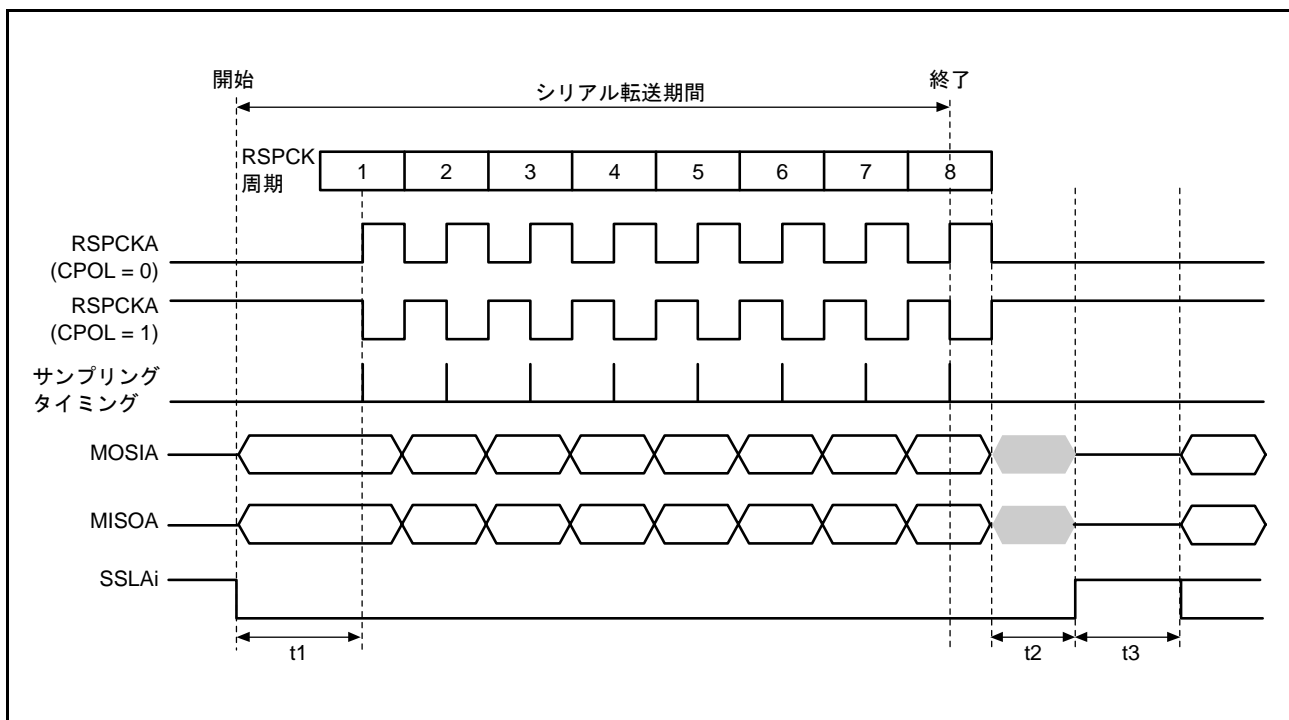 開始
終了
シリアル転送期間
RSPCK
周期
1 2 3 4 5 6 7 8
RSPCKA
(CPOL = 0)
RSPCKA
(CPOL = 1)
サンプリング
タイミング
MOSIA
MISOA
SSLAi
t1
t2
t3